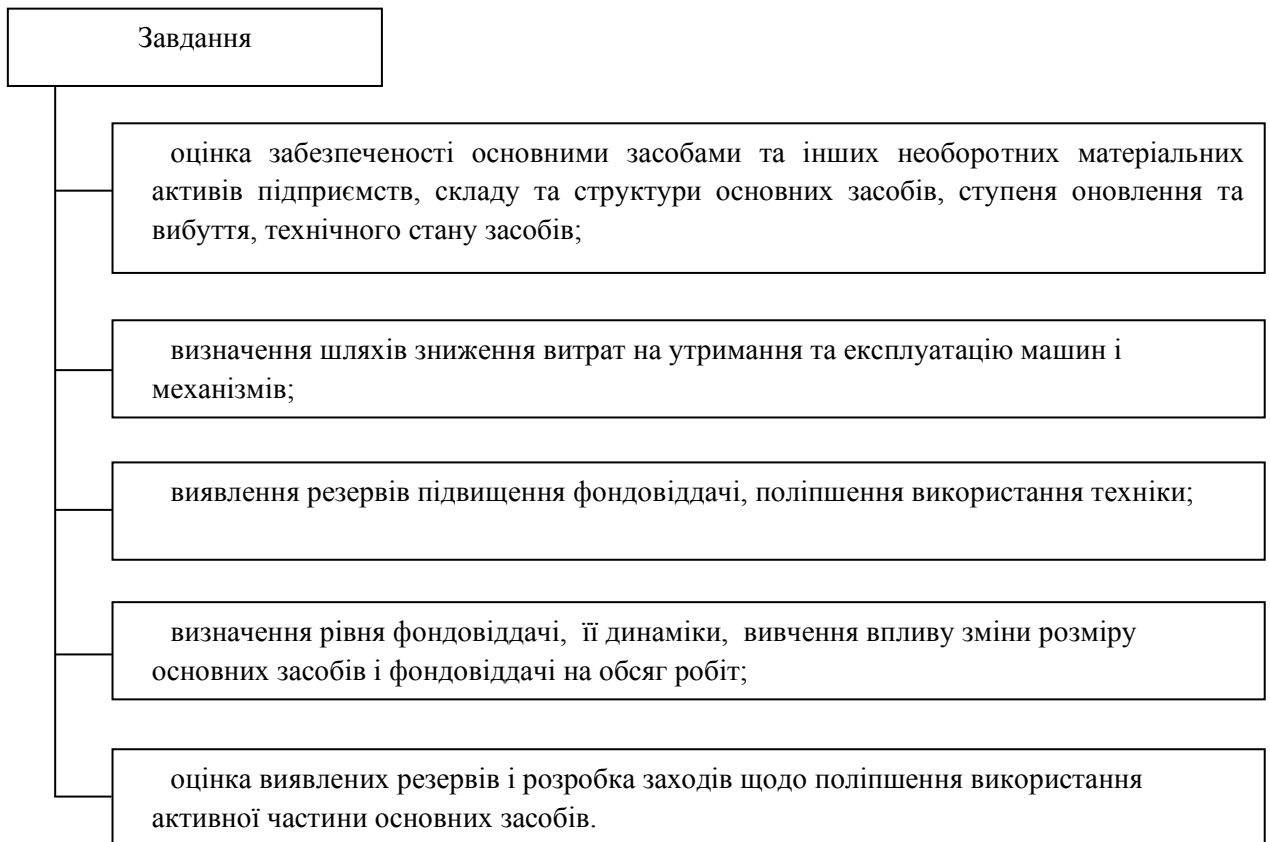 Завдання
оцінка забезпеченості основними засобами та інших необоротних матеріальних
активів підприємств, складу та структури основних засобів, ступеня оновлення та
вибуття, технічного стану засобів;
визначення шляхів зниження витрат на утримання та експлуатацію машин і
механізмів;
виявлення резервів підвищення фондовіддачі, поліпшення використання техніки;
визначення рівня фондовіддачі, її динаміки, вивчення впливу зміни розміру
основних засобів і фондовіддачі на обсяг робіт;
оцінка виявлених резервів і розробка заходів щодо поліпшення використання
активної частини основних засобів.